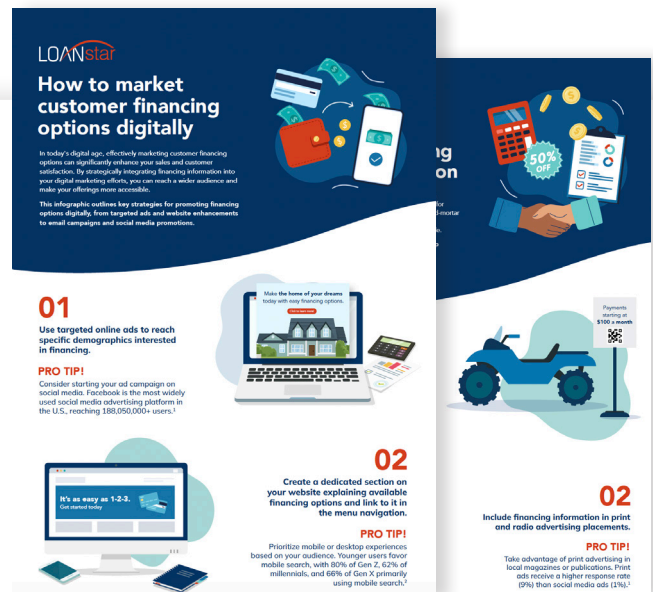 LOANstar
How to market
customer financing
options digitally
In today's digital age, effectively marketing customer financing
options can significantly enhance your sales and customer
satisfaction. By strategically integrating financing information into
your digital marketing efforts, you can reach a wider audience and
make your offerings more accessible.
This infographic outlines key strategies for promoting financing
options digitally, from targeted ads and website enhancements
to email campaigns and social media promotions.
01
Use targeted online ads to reach
specific demographics interested
in financing.
PRO TIP!
Consider starting your ad campaign on
social media. Facebook is the most widely
used social media advertising platform in
the U.S., reaching 188,050,000+ users.¹
Make the home of your dreams
today with easy financing options.
It's as easy as 1-2-3.
Get started today
02
Create a dedicated section on
your website explaining available
financing options and link to it in
the menu navigation.
PRO TIP!
Prioritize mobile or desktop experiences
based on your audience. Younger users favor
mobile search, with 80% of Gen Z, 62% of
millennials, and 66% of Gen X primarily
using mobile search.²
50%
OFF
Payments
starting at
$100 a month
02
Include financing information in print
and radio advertising placements.
PRO TIP!
Take advantage of print advertising in
local magazines or publications. Print
ads receive a higher response rate
(9%) than social media ads (1%).²